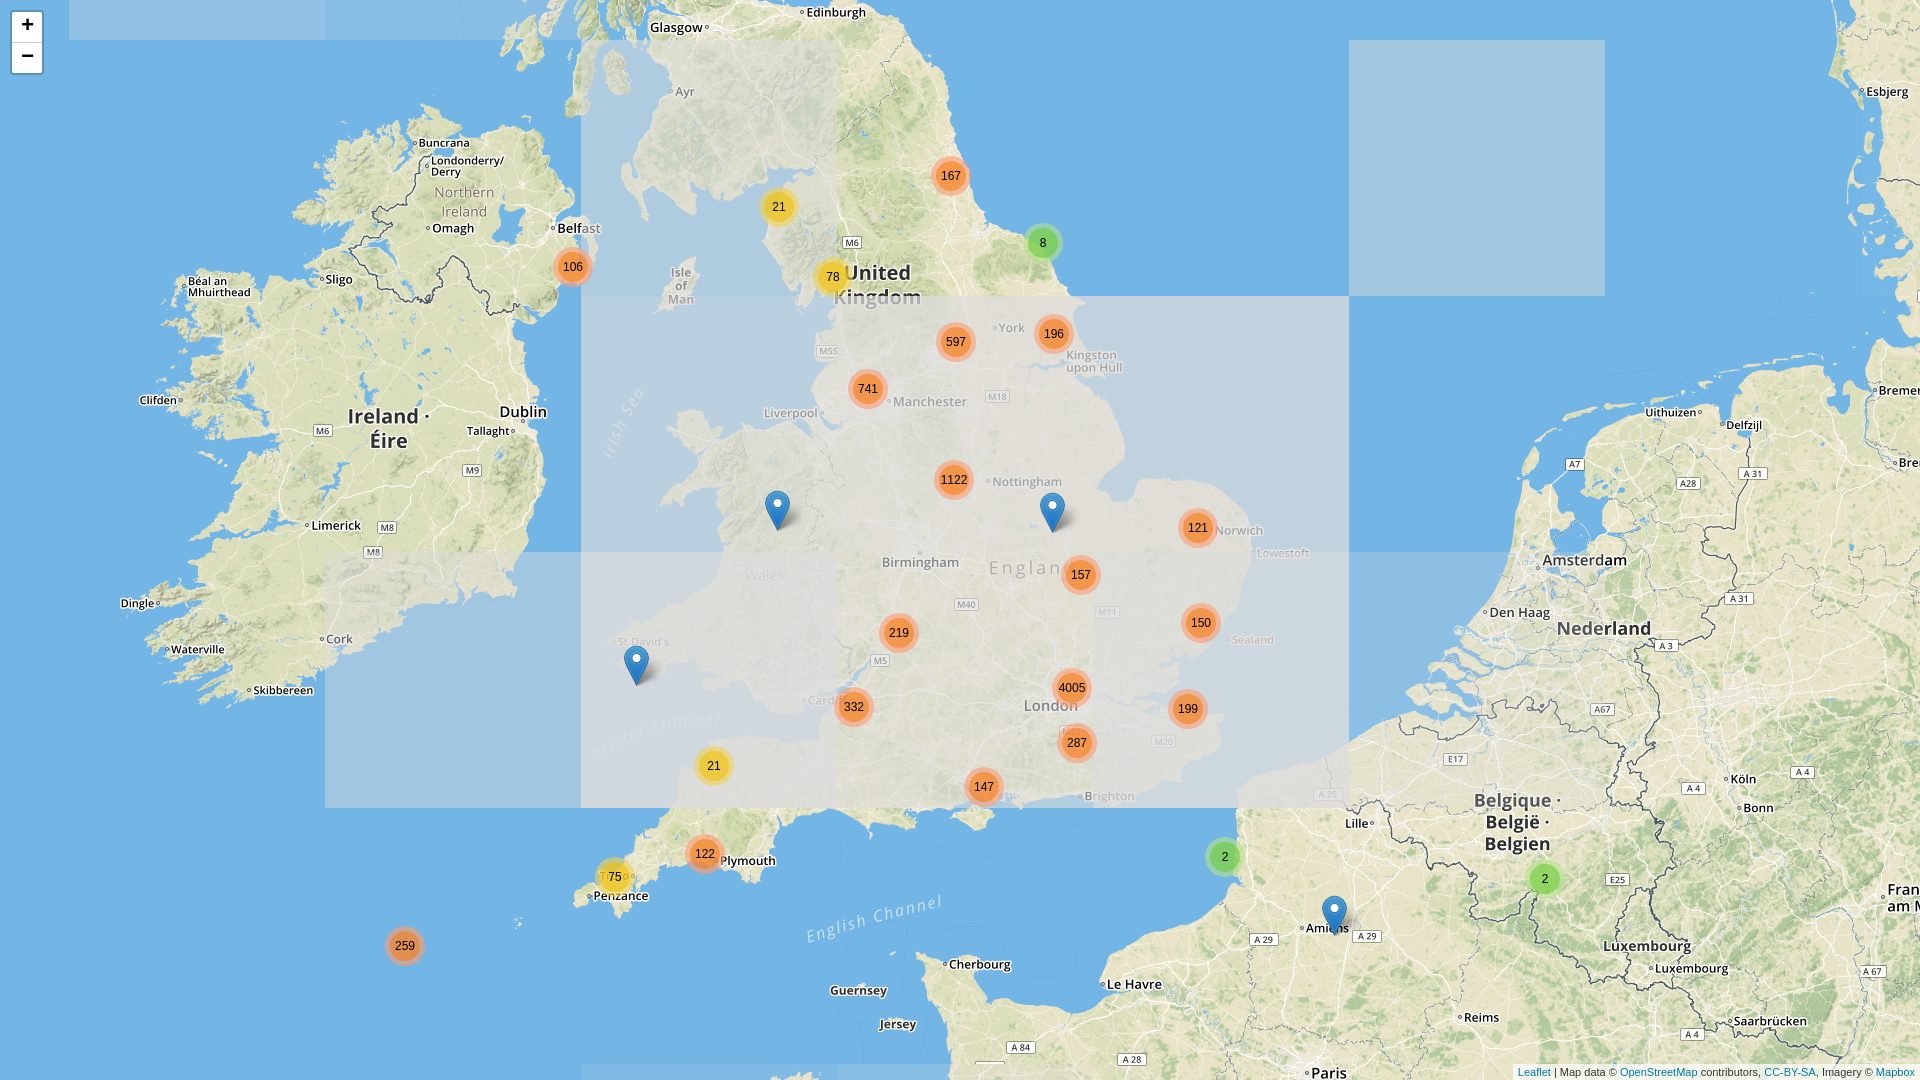 +
−
Edinburgh
Glasgow
Ayr
Esbjerg
Buncrana
Londonderry/
Derry
Northern
Ireland
Omagh
Belfast
106
Sligo
Béal an
Mhuirthead
Isle
of
Man
21
167
8
M6
78
United
Kingdom
York
196
597
Kingston
upon Hull
M55
741
Manchester
M18
Liverpool
Irish Sea
Clifden
Ireland ·
Éire
Dublin
Tallaght
M6
M9
Limerick
M8
M8
Dingle
Cork
Waterville
Skibbereen
1122
Nottingham
121
Norwich
Lowestoft
Birmingham
England
157
Wales
M40
M11
219
150
Sealand
St David's
M5
Cardiff
332
4005
London
199
287
M20
Bristol Channel
21
147
Brighton
122
Plymouth
75
Penzance
259
English Channel
Guernsey
Jersey
Cherbourg
Le Havre
2
A 29
Amiens
A 29
A 84
A 28
Paris
Reims
Lille
A 25
E17
Belgique ·
België ·
Belgien
2
E25
Luxembourg
Luxembourg
Saarbrücken
A 4
A 67
Köln
Bonn
A 4
A 4
A67
A 3
Nederland
Den Haag
Amsterdam
A 31
A28
A 31
A7
Uithuizen
Delfzijl
Bremer
Bre
Fran
am M
Leaflet | Map data © OpenStreetMap contributors, CC-BY-SA, Imagery © Mapbox